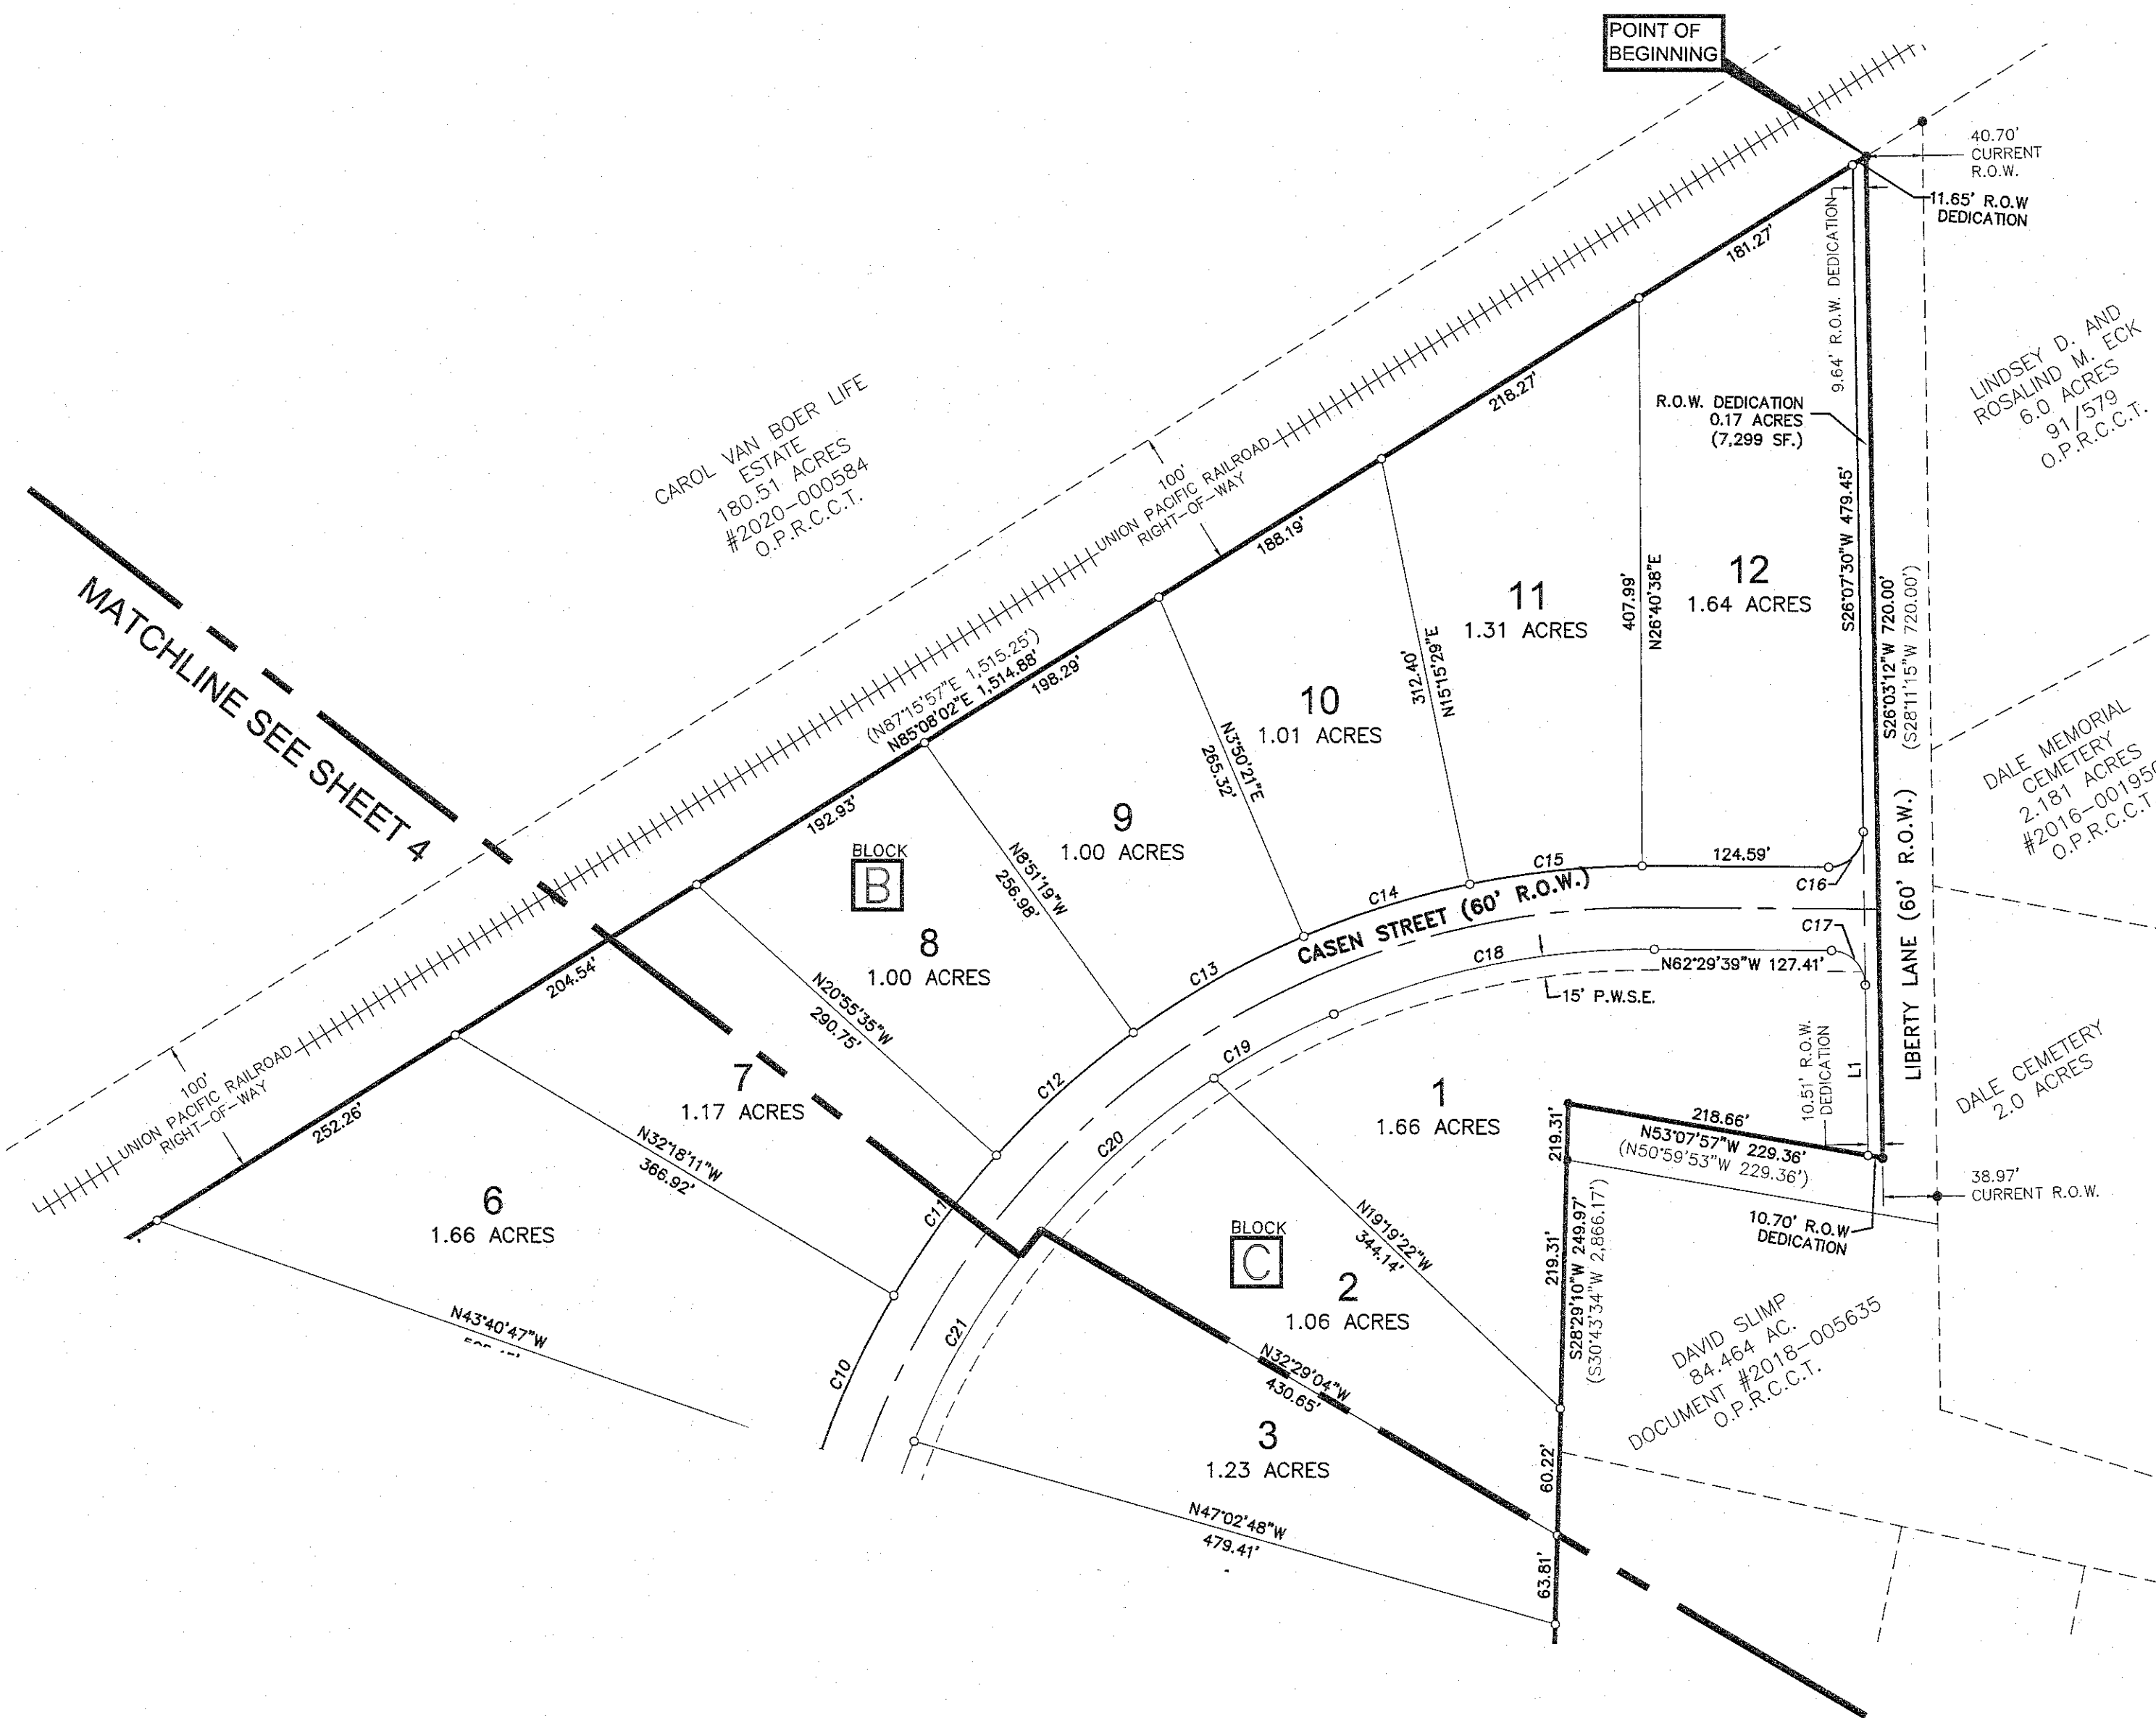 POINT OF
BEGINNING
40.70'
CURRENT
R.O.W.
11.65' R.O.W
DEDICATION
9.64' R.O.W. DEDICATION
181.27'
218.27'
188.19'
R.O.W. DEDICATION
0.17 ACRES
(7,299 SF.)
LINDSEY D. AND
ROSALIND M. ECK
6.0 ACRES
91/579
O.P.R.C.C.T.
CAROL VAN BOER LIFE
ESTATE
180.51 ACRES
#2020-000584
O.P.R.C.C.T.
100'
UNION PACIFIC RAILROAD
RIGHT-OF-WAY
MATCHLINE SEE SHEET 4
(N87°15'57"E 1,515.25')
N85°08'02"E 1,514.88'
198.29'
192.93'
204.54'
252.26'
100'
UNION PACIFIC RAILROAD
RIGHT-OF-WAY
12
1.64 ACRES
11
1.31 ACRES
10
1.01 ACRES
9
1.00 ACRES
BLOCK
B
8
1.00 ACRES
7
1.17 ACRES
6
1.66 ACRES
S26°07'30"W 479.45'
S26°03'12"W 720.00'
(S28°11'15"W 720.00')
407.99'
N26°40'38"E
312.40'
N15°15'29"E
N3°50'21"E
265.32'
N8°51'19"W
256.98'
N20°55'35"W
290.75'
N32°18'11"W
366.92'
N43°40'47"W
DALE MEMORIAL
CEMETERY
2.181 ACRES
#2016-001950
O.P.R.C.C.T
LIBERTY LANE (60' R.O.W.)
124.59'
C16
C15
C14
CASEN STREET (60' R.O.W.)
C13
C12
C11
C10
C17
C18
N62°29'39"W 127.41'
15' P.W.S.E.
C19
C20
C21
10.51' R.O.W.
DEDICATION
L1
DALE CEMETERY
2.0 ACRES
1
1.66 ACRES
218.66'
N53°07'57"W 229.36'
(N50°59'53"W 229.36')
219.31'
38.97'
CURRENT R.O.W.
10.70' R.O.W
DEDICATION
219.31'
S28°29'10"W 249.97'
(S30°43'34"W 2,866.17')
N19°19'22"W
344.14'
BLOCK
C
2
1.06 ACRES
N32°29'04"W
430.65'
DAVID SLIMP
84.464 AC.
DOCUMENT #2018-005635
O.P.R.C.C.T.
3
1.23 ACRES
60.22'
N47°02'48"W
479.41'
63.81'